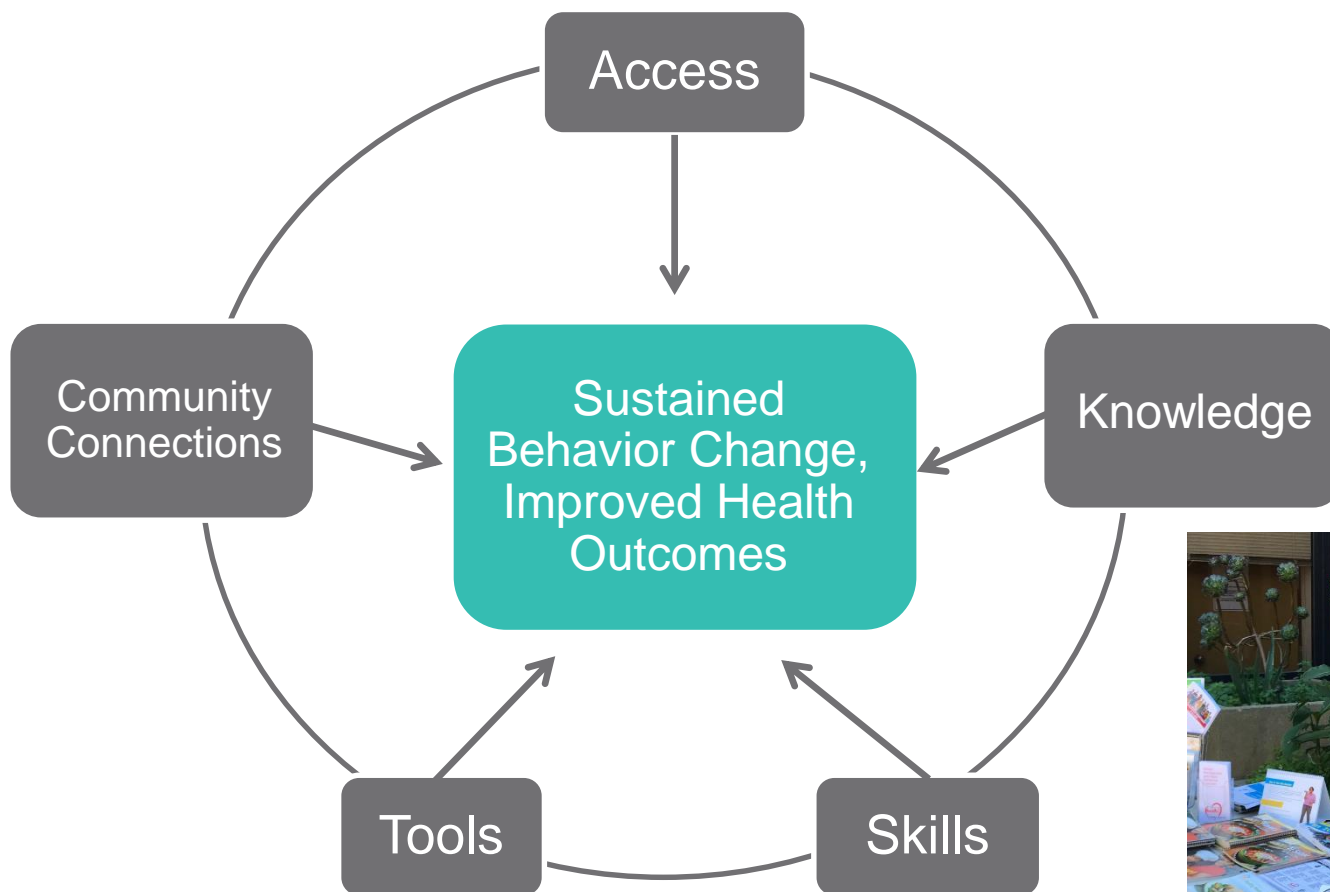 Access
Community
Connections
Sustained
Behavior Change,
Improved Health
Outcomes
Knowledge
Tools
Skills